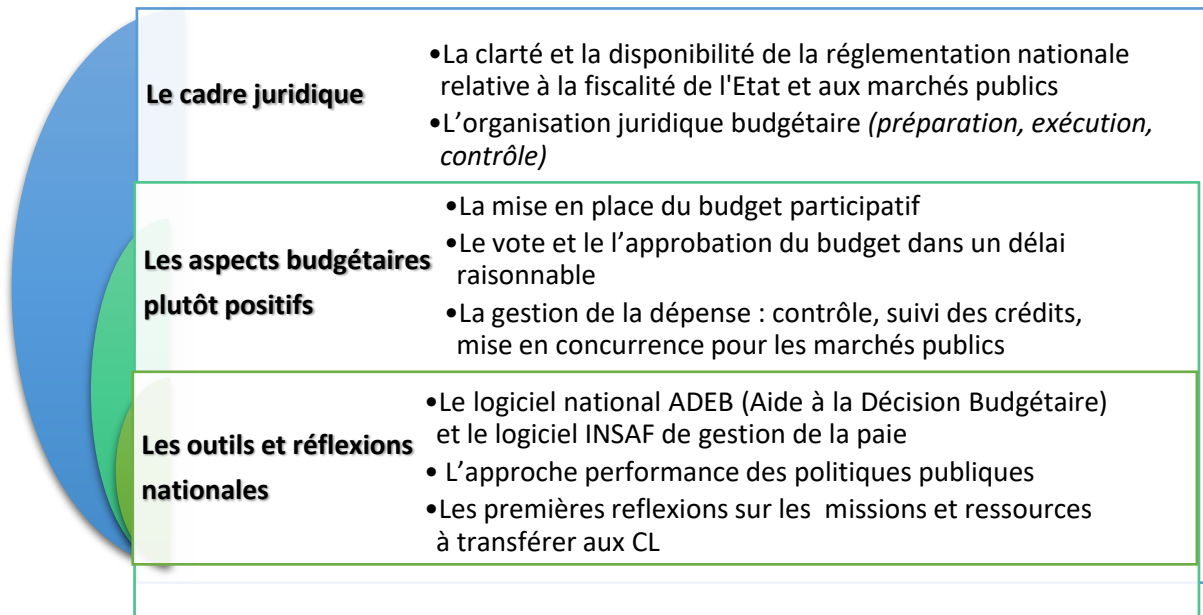 Le cadre juridique
•La clarté et la disponibilité de la réglementation nationale
relative à la fiscalité de l'Etat et aux marchés publics
•L’organisation juridique budgétaire (préparation, exécution,
contrôle)
Les aspects budgétaires
plutôt positifs
•La mise en place du budget participatif
•Le vote et le l’approbation du budget dans un délai
raisonnable
•La gestion de la dépense : contrôle, suivi des crédits,
mise en concurrence pour les marchés publics
Les outils et réflexions
nationales
•Le logiciel national ADEB (Aide à la Décision Budgétaire)
et le logiciel INSAF de gestion de la paie
• L’approche performance des politiques publiques
•Les premières reflexions sur les missions et ressources
à transférer aux CL